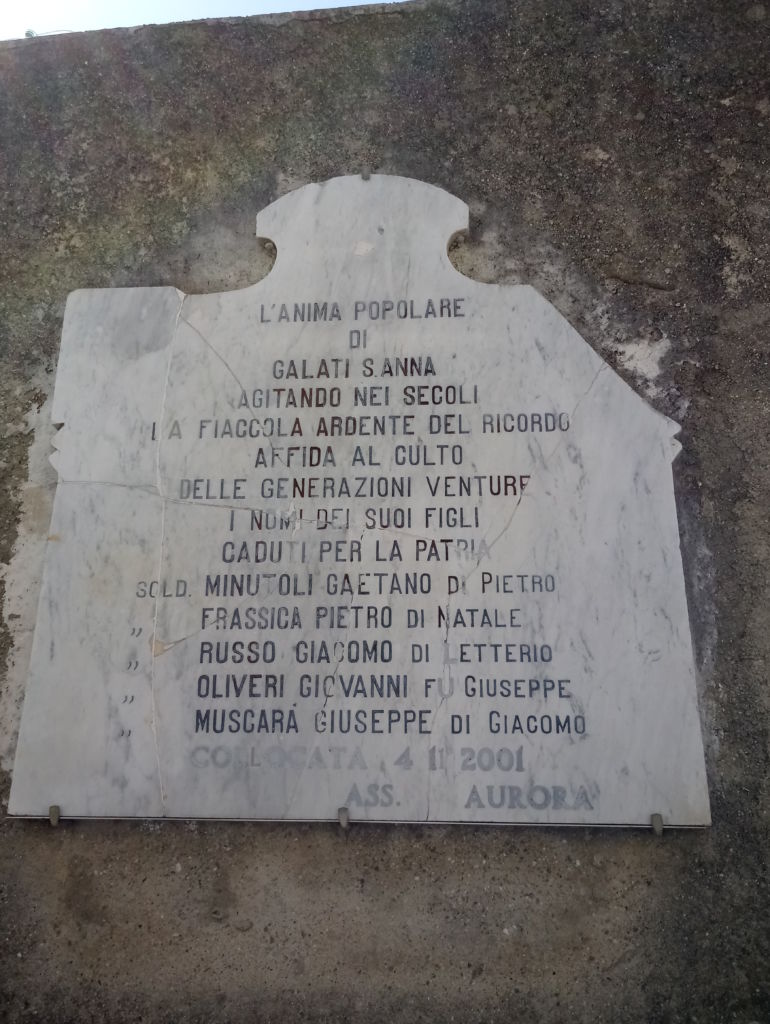 L'ANIMA POPOLARE
DI
GALATI S.ANNA
AGITANDO NEI SECOLI
LA FIACCOLA ARDENTE DEL RICORDO
AFFIDA AL CULTO
DELLE GENERAZIONI VENTURE
I NOMI DEI SUOI FIGLI
CADUTI PER LA PATRIA
SOLD. MINUTOLI GAETANO DI PIETRO
„ FRASSICA PIETRO DI NATALE
„ RUSSO GIACOMO DI LETTERIO
„ OLIVERI GIOVANNI FU GIUSEPPE
„ MUSCARÁ GIUSEPPE DI GIACOMO
COLLOCATA 4 11 2001
ASS. AURORA